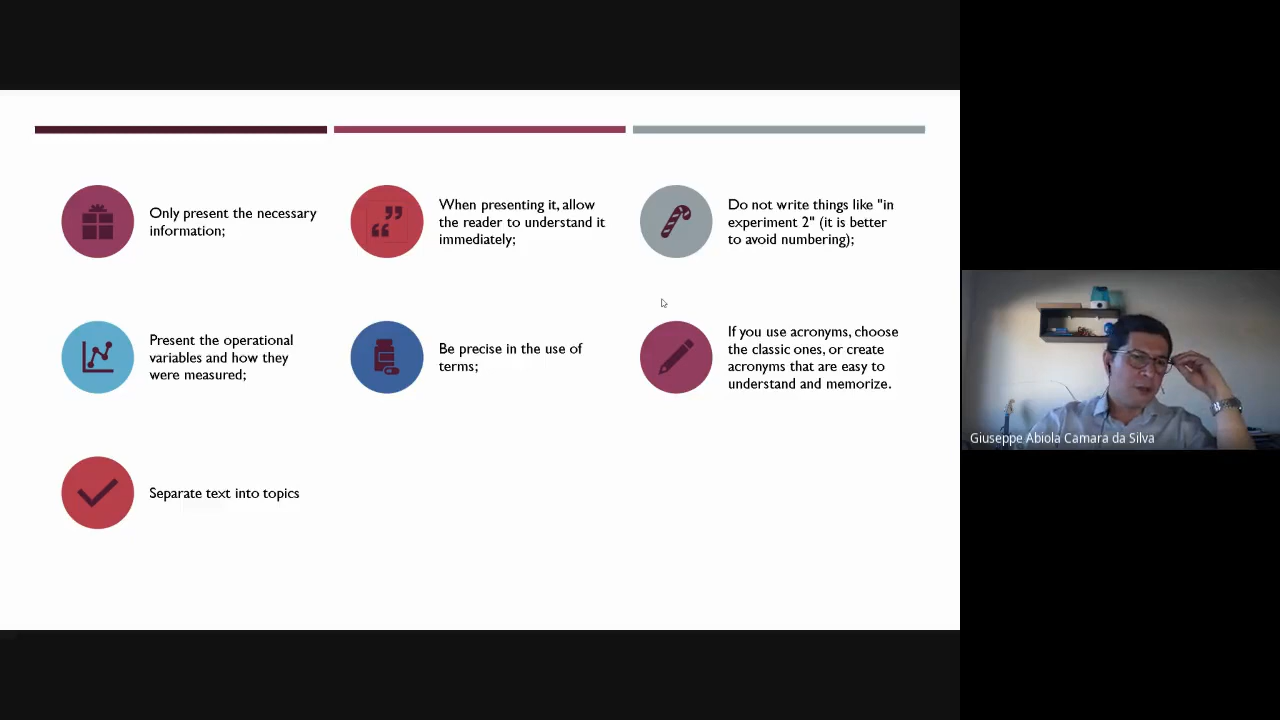 Only present the necessary
information;
When presenting it, allow
the reader to understand it
immediately;
Do not write things like "in
experiment 2" (it is better
to avoid numbering);
Present the operational
variables and how they
were measured;
Be precise in the use of
terms;
If you use acronyms, choose
the classic ones, or create
acronyms that are easy to
understand and memorize.
Separate text into topics
Giuseppe Abiola Camara da Silva